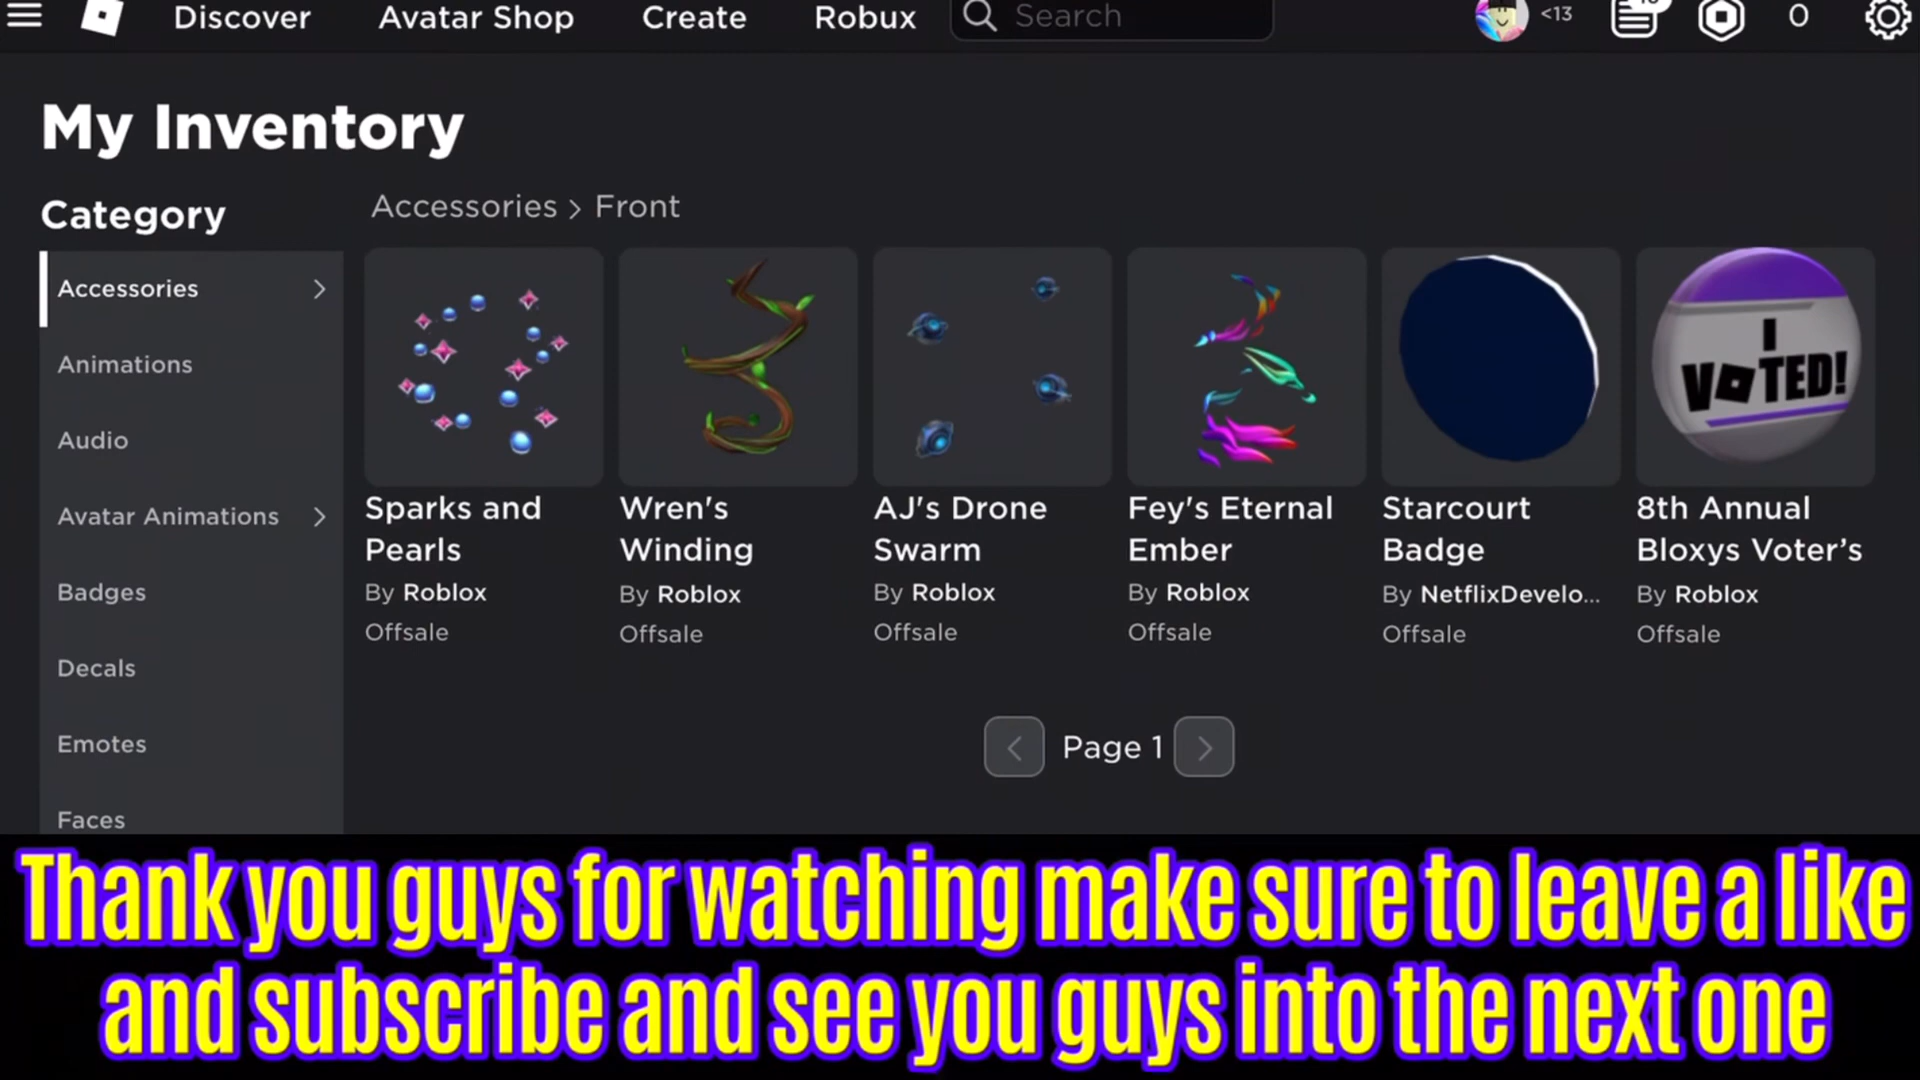 Discover
Avatar Shop
Create
Robux
Search
<13
0
My Inventory
Category
Accessories > Front
Accessories
Animations
Audio
Avatar Animations
Badges
Decals
Emotes
Faces
Sparks and
Pearls
By Roblox
Offsale
Wren's
Winding
By Roblox
Offsale
AJ's Drone
Swarm
By Roblox
Offsale
Fey's Eternal
Ember
By Roblox
Offsale
Starcourt
Badge
By NetflixDevelo...
Offsale
I
VOTED!
8th Annual
Bloxys Voter’s
By Roblox
Offsale
Page 1
Thank you guys for watching make sure to leave a like
and subscribe and see you guys into the next one